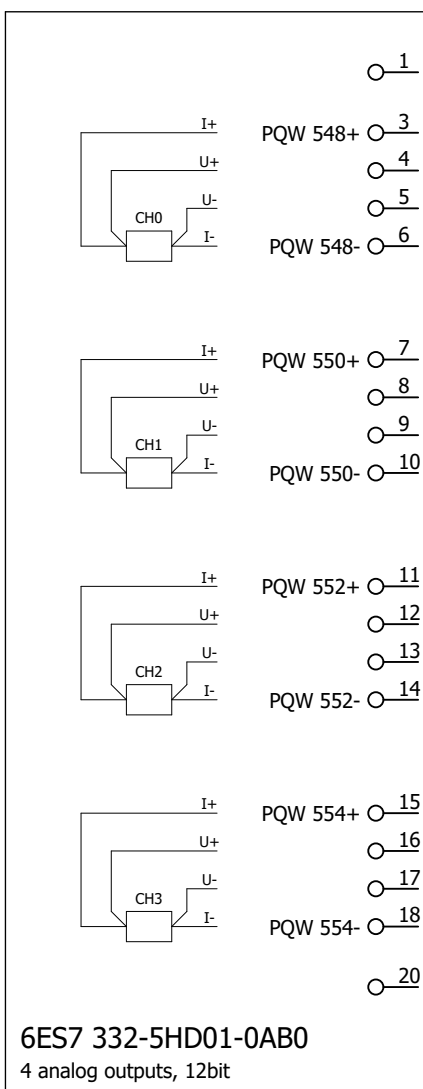 1
I+ PQW 548+ 3
U+ 4
U- 5
CH0
I- PQW 548- 6
I+ PQW 550+ 7
U+ 8
U- 9
CH1
I- PQW 550- 10
I+ PQW 552+ 11
U+ 12
U- 13
CH2
I- PQW 552- 14
I+ PQW 554+ 15
U+ 16
U- 17
CH3
I- PQW 554- 18
20
6ES7 332-5HD01-0AB0
4 analog outputs, 12bit